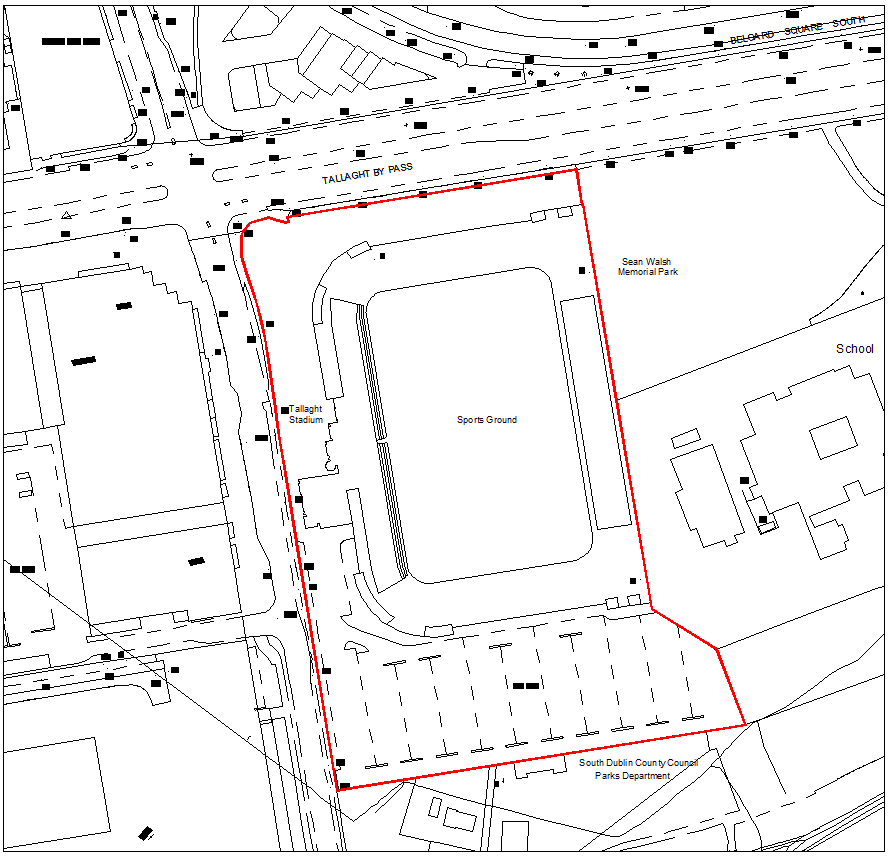 BELGARD SQUARE SOUTH
TALLAGHT BY PASS
Sean Walsh
Memorial Park
School
Tallaght
Stadium
Sports Ground
South Dublin County Council
Parks Department